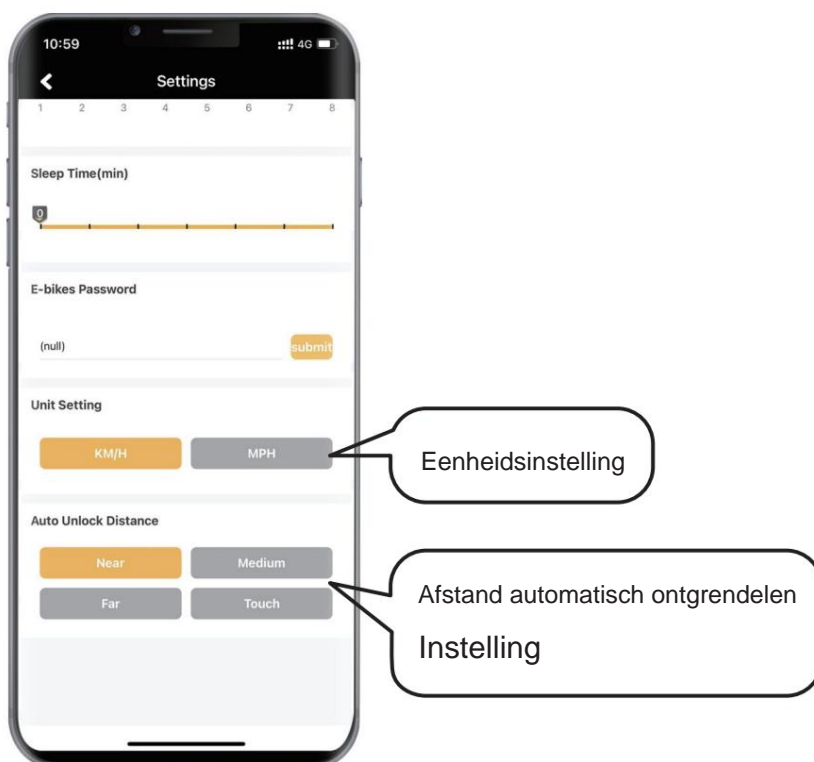 10:59
4G
Settings
1 2 3 4 5 6 7 8
Sleep Time(min)
0
E-bikes Password
(null)
submit
Unit Setting
KM/H MPH
Eenheidsinstelling
Auto Unlock Distance
Near Medium
Far Touch
Afstand automatisch ontgrendelen
Instelling